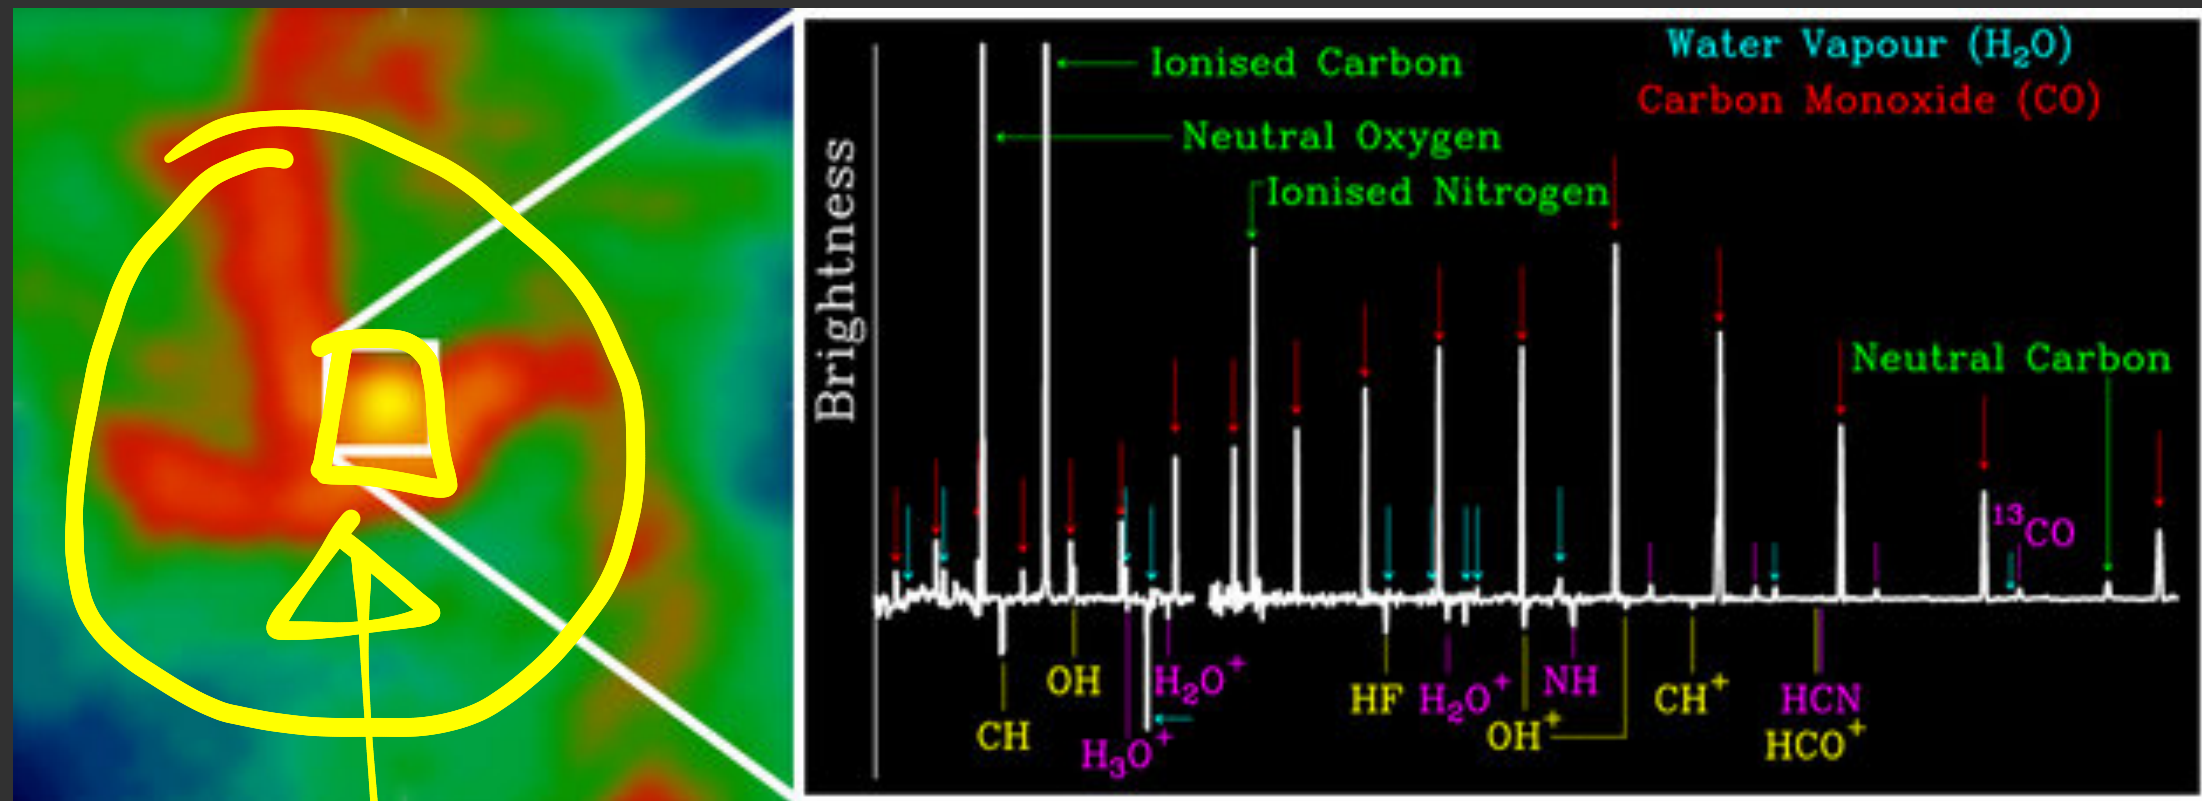 Brightness
Water Vapour (H₂O)
Carbon Monoxide (CO)
Ionised Carbon
Neutral Oxygen
Ionised Nitrogen
Neutral Carbon
¹³CO
CH
OH
H₃O⁺
H₂O⁺
HF
H₂O⁺
OH⁺
NH
CH⁺
HCN
HCO⁺